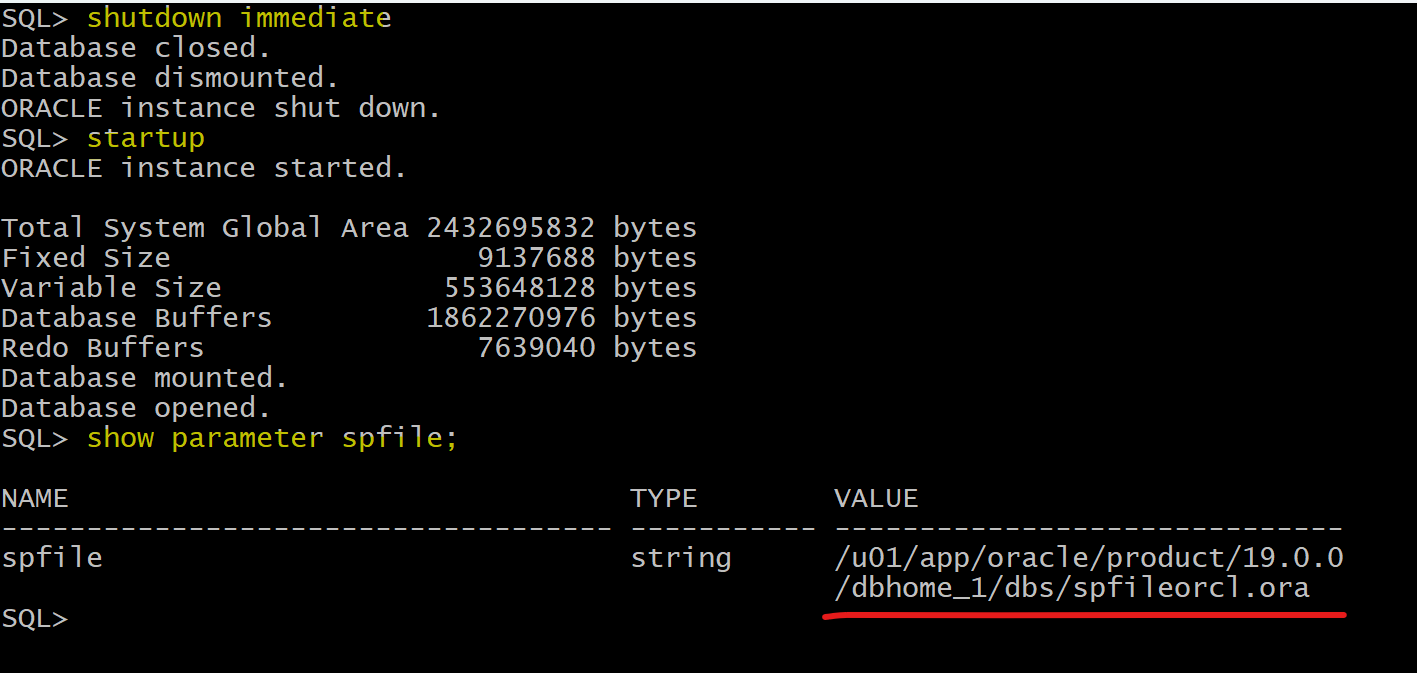 SQL> shutdown immediate
Database closed.
Database dismounted.
ORACLE instance shut down.
SQL> startup
ORACLE instance started.
Total System Global Area 2432695832 bytes
Fixed Size 9137688 bytes
Variable Size 553648128 bytes
Database Buffers 1862270976 bytes
Redo Buffers 7639040 bytes
Database mounted.
Database opened.
SQL> show parameter spfile;
NAME TYPE VALUE
------------------------------------ ----------- ------------------------------
spfile string /u01/app/oracle/product/19.0.0
/dbhome_1/dbs/spfileorcl.ora
SQL>